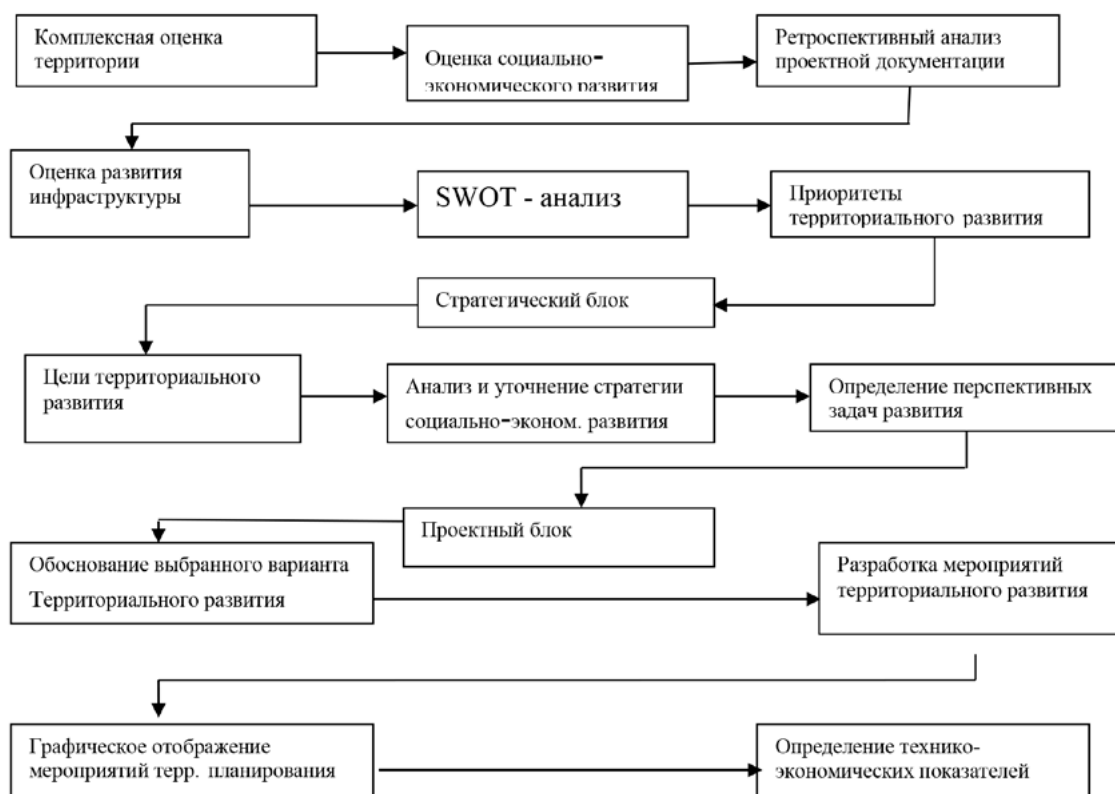 Комплексная оценка
территории
Оценка социально-
экономического развития
Ретроспективный анализ
проектной документации
Оценка развития
инфраструктуры
SWOT - анализ
Приоритеты
территориального развития
Стратегический блок
Цели территориального
развития
Анализ и уточнение стратегии
социально-эконом. развития
Определение перспективных
задач развития
Проектный блок
Обоснование выбранного варианта
Территориального развития
Разработка мероприятий
территориального развития
Графическое отображение
мероприятий терр. планирования
Определение технико-
экономических показателей